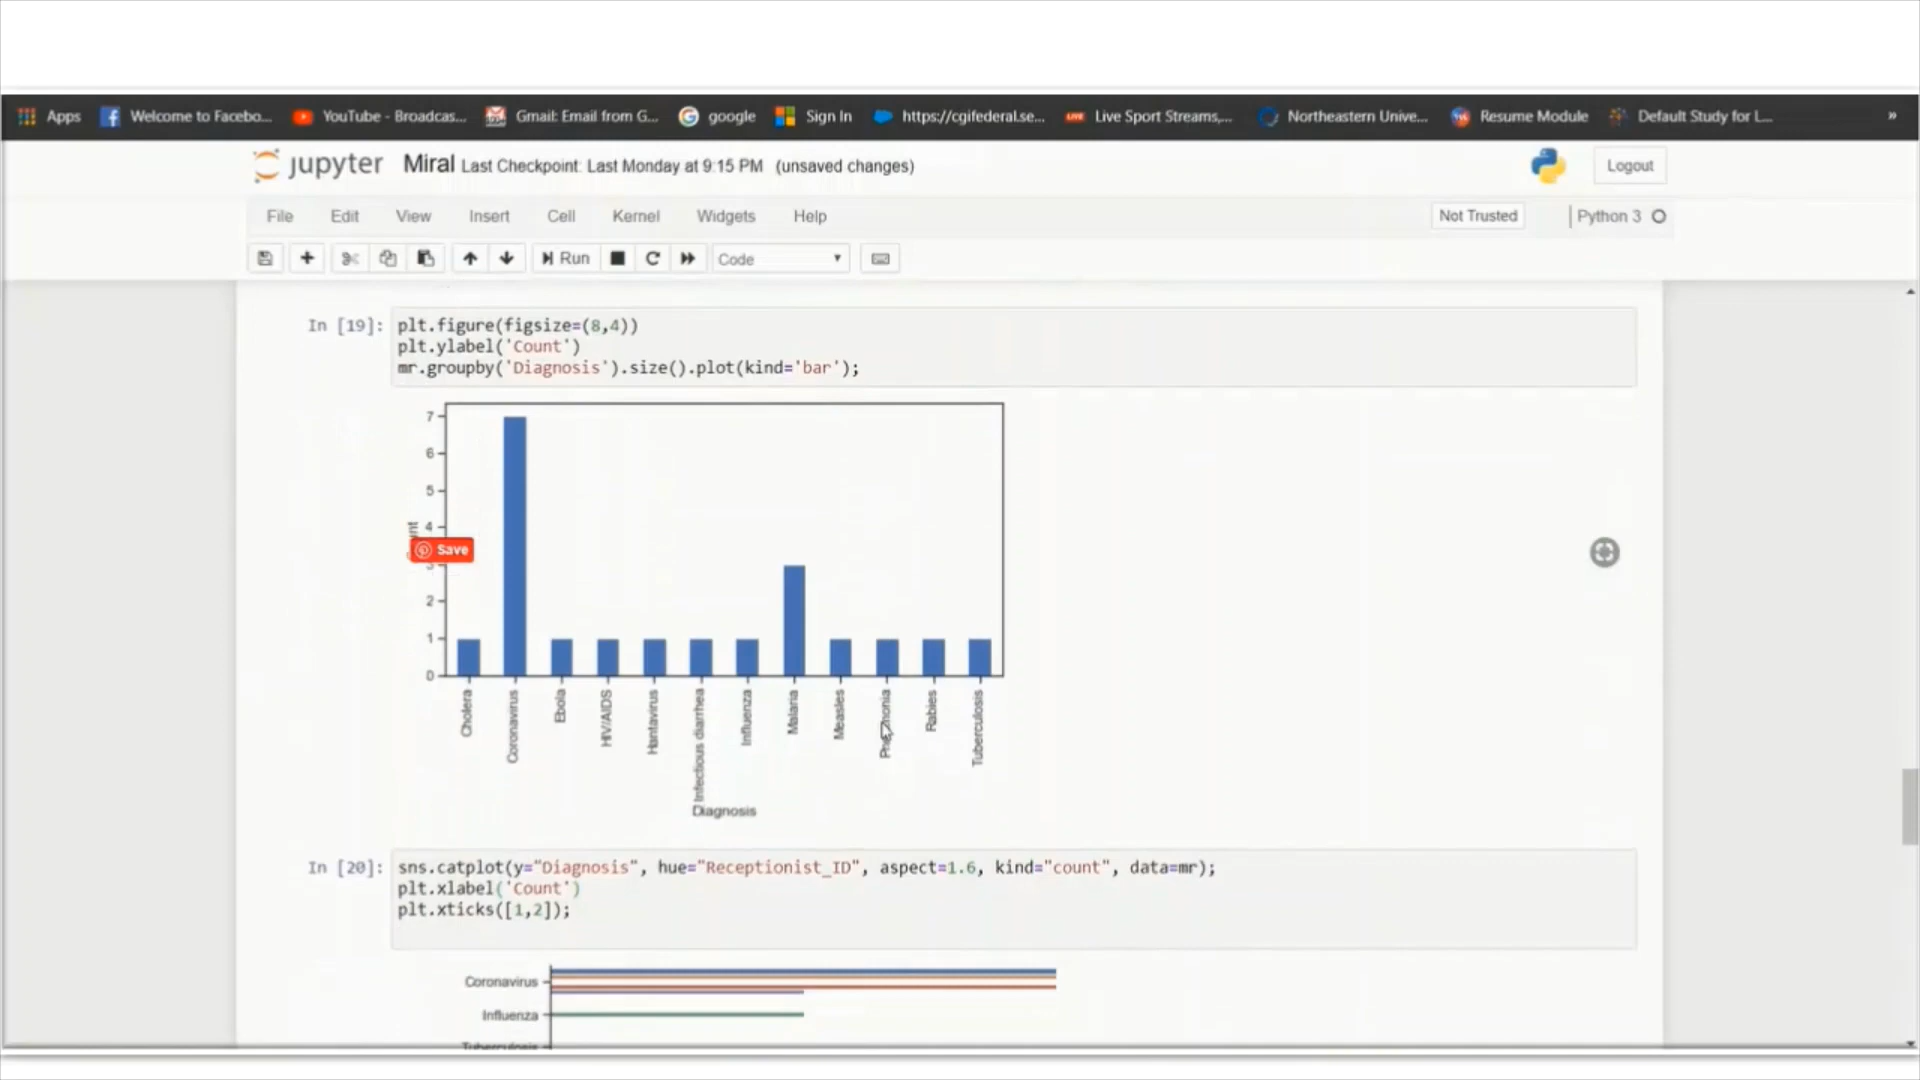 Apps Welcome to Facebo... YouTube - Broadcas... Gmail: Email from G... google Sign In https://cgifederal.se... Live Sport Streams,... Northeastern Unive... Resume Module Default Study for L... »
jupyter Miral Last Checkpoint: Last Monday at 9:15 PM (unsaved changes) Logout
File Edit View Insert Cell Kernel Widgets Help Not Trusted Python 3
Run Code
In [19]: plt.figure(figsize=(8,4))
plt.ylabel('Count')
mr.groupby('Diagnosis').size().plot(kind='bar');
7
6
5
4
Save
2
1
0
Cholera
Coronavirus
Ebola
HIV/AIDS
Hantavirus
Infectious diarrhea
Influenza
Malaria
Measles
Rabies
Tuberculosis
Diagnosis
In [20]: sns.catplot(y="Diagnosis", hue="Receptionist_ID", aspect=1.6, kind="count", data=mr);
plt.xlabel('Count')
plt.xticks([1,2]);
Coronavirus
Influenza
Tuberculosis